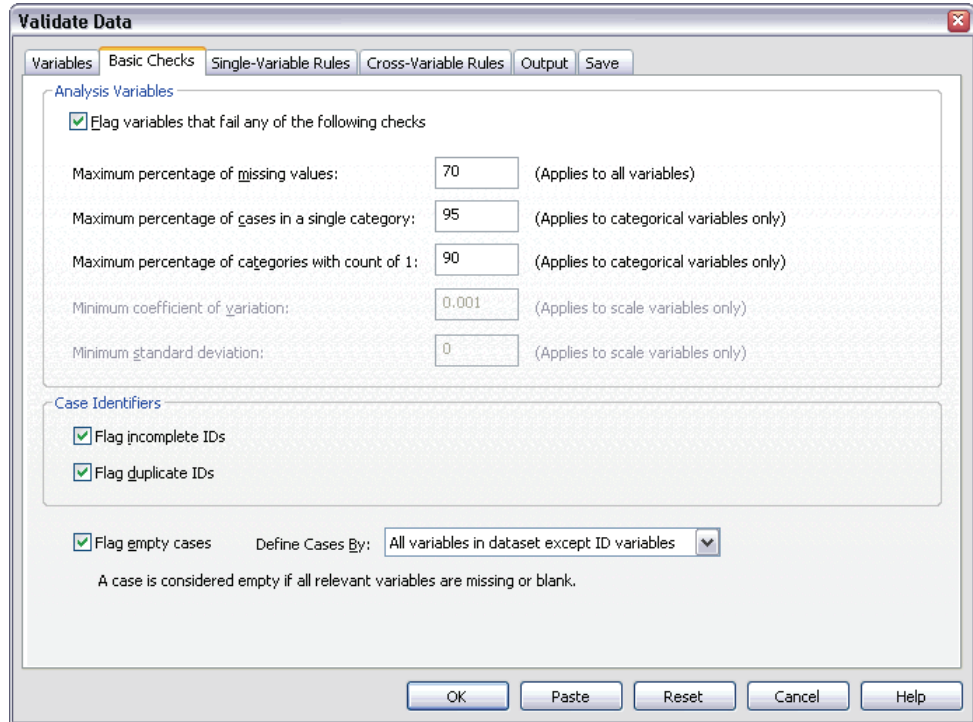 Validate Data
Variables Basic Checks Single-Variable Rules Cross-Variable Rules Output Save
Analysis Variables
Flag variables that fail any of the following checks
Maximum percentage of missing values: 70 (Applies to all variables)
Maximum percentage of cases in a single category: 95 (Applies to categorical variables only)
Maximum percentage of categories with count of 1: 90 (Applies to categorical variables only)
Minimum coefficient of variation: 0.001 (Applies to scale variables only)
Minimum standard deviation: 0 (Applies to scale variables only)
Case Identifiers
Flag incomplete IDs
Flag duplicate IDs
Flag empty cases Define Cases By: All variables in dataset except ID variables
A case is considered empty if all relevant variables are missing or blank.
OK Paste Reset Cancel Help